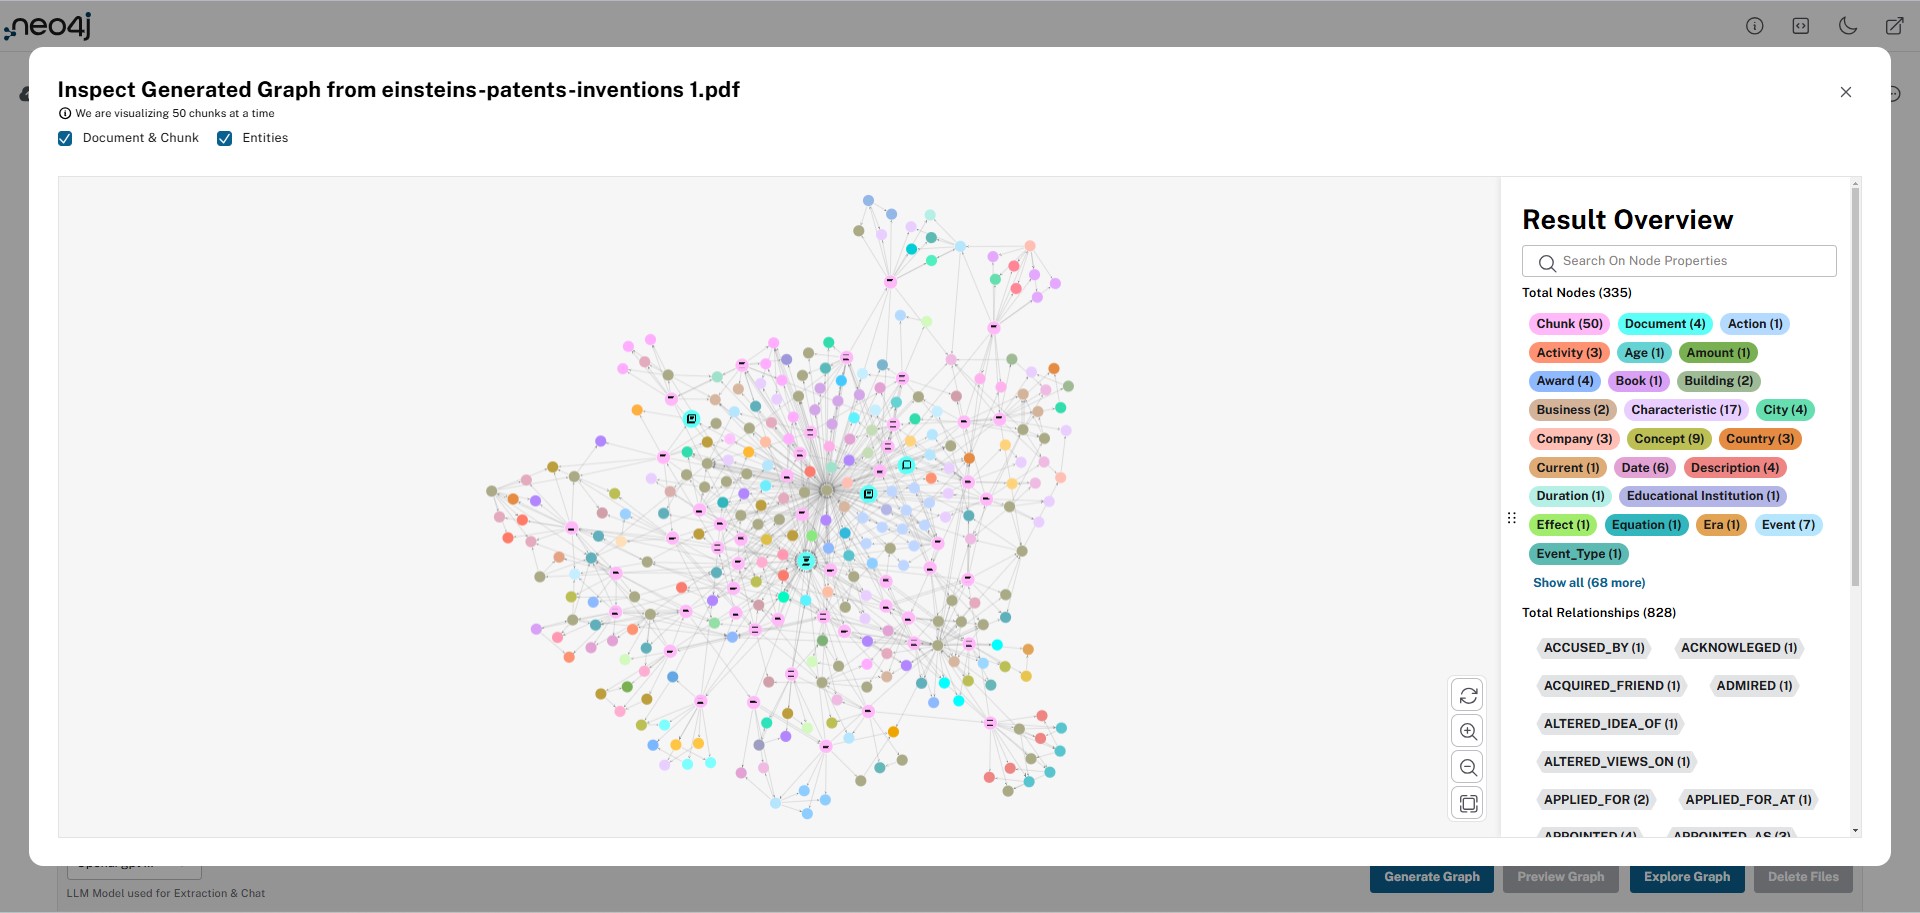 neo4j
Inspect Generated Graph from einsteins-patents-inventions 1.pdf
We are visualizing 50 chunks at a time
Document & Chunk Entities
Result Overview
Search On Node Properties
Total Nodes (335)
Chunk (50) Document (4) Action (1)
Activity (3) Age (1) Amount (1)
Award (4) Book (1) Building (2)
Business (2) Characteristic (17) City (4)
Company (3) Concept (9) Country (3)
Current (1) Date (6) Description (4)
Duration (1) Educational Institution (1)
Effect (1) Equation (1) Era (1) Event (7)
Event_Type (1)
Show all (68 more)
Total Relationships (828)
ACCUSED_BY (1) ACKNOWLEGED (1)
ACQUIRED_FRIEND (1) ADMIRED (1)
ALTERED_IDEA_OF (1)
ALTERED_VIEWS_ON (1)
APPLIED_FOR (2) APPLIED_FOR_AT (1)
APPOINTED (4) APPOINTED_AS (3)
LLM Model used for Extraction & Chat
Generate Graph Preview Graph Explore Graph Delete Files